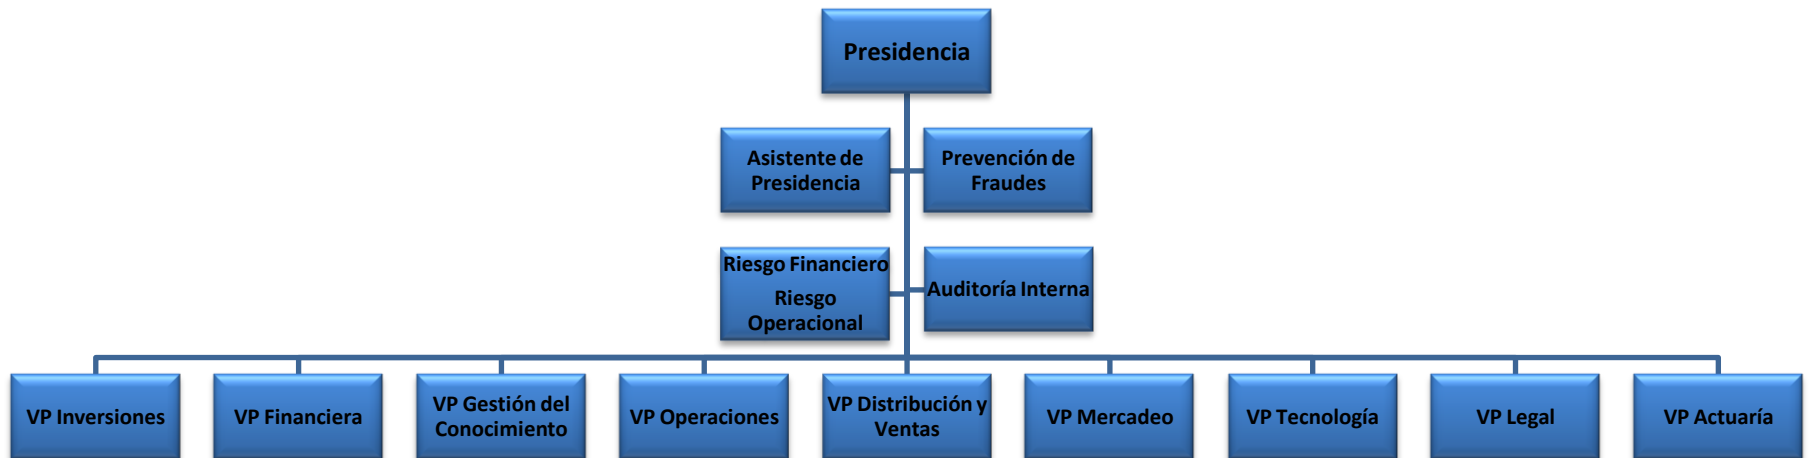 Presidencia
Asistente de
Presidencia
Prevención de
Fraudes
Riesgo Financiero
Riesgo
Operacional
Auditoría Interna
VP Inversiones
VP Financiera
VP Gestión del
Conocimiento
VP Operaciones
VP Distribución y
Ventas
VP Mercadeo
VP Tecnología
VP Legal
VP Actuaría